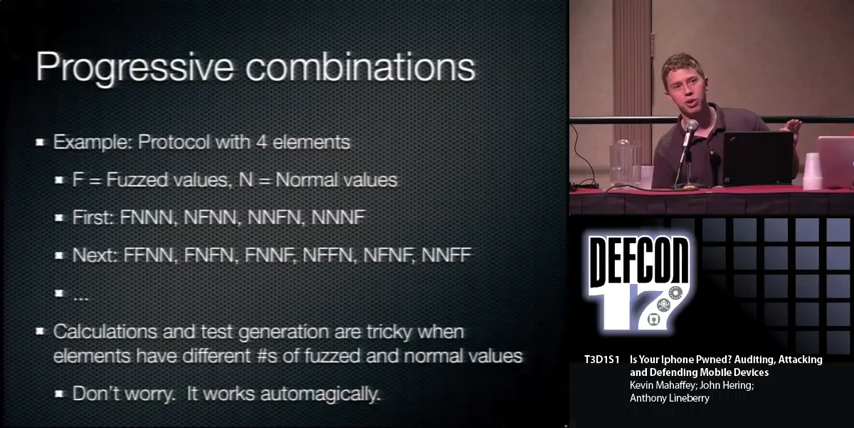 Progressive combinations
Example: Protocol with 4 elements
F = Fuzzed values, N = Normal values
First: FNNN, NFNN, NNFN, NNNF
Next: FFNN, FNFN, FNNF, NFFN, NFNF, NNFF
...
Calculations and test generation are tricky when
elements have different #s of fuzzed and normal values
Don't worry. It works automagically.
DEFCON
17
T3D1S1 Is Your Iphone Pwned? Auditing, Attacking
and Defending Mobile Devices
Kevin Mahaffey; John Hering;
Anthony Lineberry